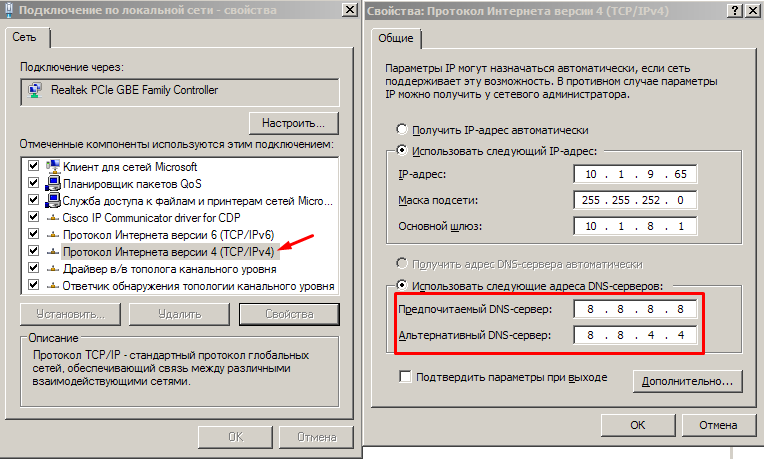 Подключение по локальной сети - свойства
Сеть
Подключение через:
Realtek PCIe GBE Family Controller
Настроить...
Отмеченные компоненты используются этим подключением:
Клиент для сетей Microsoft
Планировщик пакетов QoS
Служба доступа к файлам и принтерам сетей Micro...
Cisco IP Communicator driver for CDP
Протокол Интернета версии 6 (TCP/IPv6)
Протокол Интернета версии 4 (TCP/IPv4)
Драйвер в/в тополога канального уровня
Ответчик обнаружения топологии канального уровня
Установить...
Удалить
Свойства
Описание
Протокол TCP/IP - стандартный протокол глобальных
сетей, обеспечивающий связь между различными
взаимодействующими сетями.
OK
Отмена
Свойства: Протокол Интернета версии 4 (TCP/IPv4)
Общие
Параметры IP могут назначаться автоматически, если сеть
поддерживает эту возможность. В противном случае параметры
IP можно получить у сетевого администратора.
Получить IP-адрес автоматически
Использовать следующий IP-адрес:
IP-адрес: 10 . 1 . 9 . 65
Маска подсети: 255 . 255 . 252 . 0
Основной шлюз: 10 . 1 . 8 . 1
Получить адрес DNS-сервера автоматически
Использовать следующие адреса DNS-серверов:
Предпочитаемый DNS-сервер: 8 . 8 . 8 . 8
Альтернативный DNS-сервер: 8 . 8 . 4 . 4
Подтвердить параметры при выходе
Дополнительно...
OK
Отмена